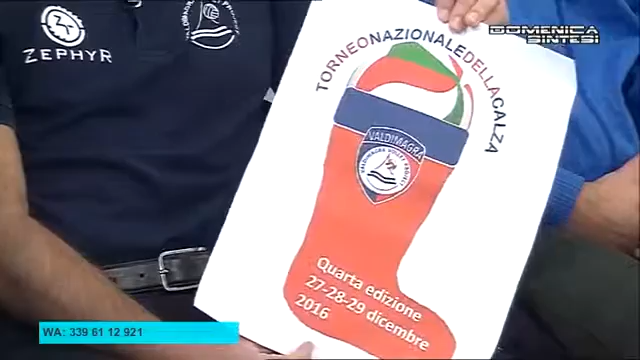 ZEPHYR
DOMENICA
SINTESI
TORNEONAZIONALEDELLACALZA
VALDIMAGRA
Quarta edizione
27-28-29 dicembre
2016
WA: 339 61 12 921